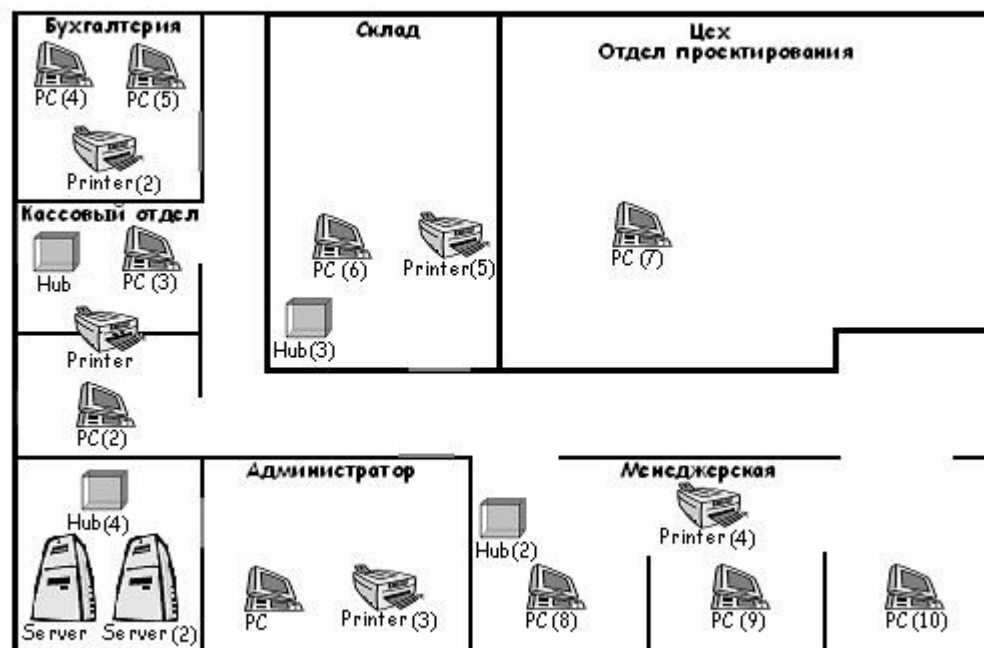 Бухгалтерия
PC (4)
PC (5)
Printer(2)
Кассовый отдел
Hub
PC (3)
Printer
PC(2)
Склад
PC (6)
Printer(5)
Hub(3)
Цех
Отдел проектирования
PC (7)
Hub(4)
Server
Server(2)
Администратор
PC
Printer(3)
Менеджерская
Hub(2)
Printer(4)
PC(8)
PC (9)
PC (10)